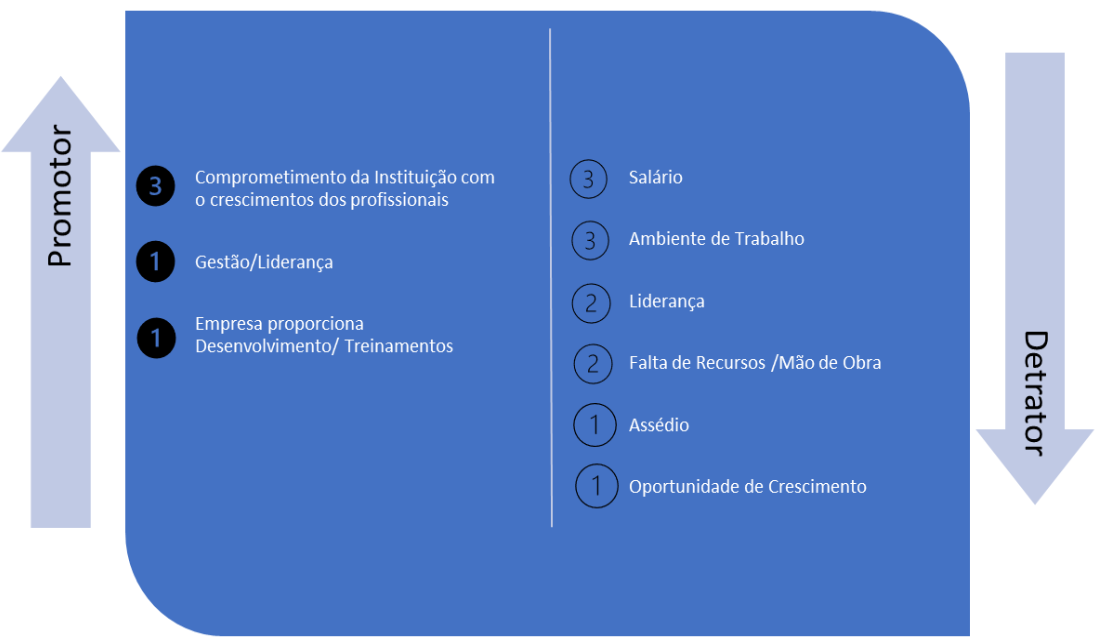 Promotor
3
Comprometimento da Instituição com
o crescimentos dos profissionais
1
Gestão/Liderança
1
Empresa proporciona
Desenvolvimento/ Treinamentos
3
Salário
3
Ambiente de Trabalho
2
Liderança
2
Falta de Recursos /Mão de Obra
1
Assédio
1
Oportunidade de Crescimento
Detrator